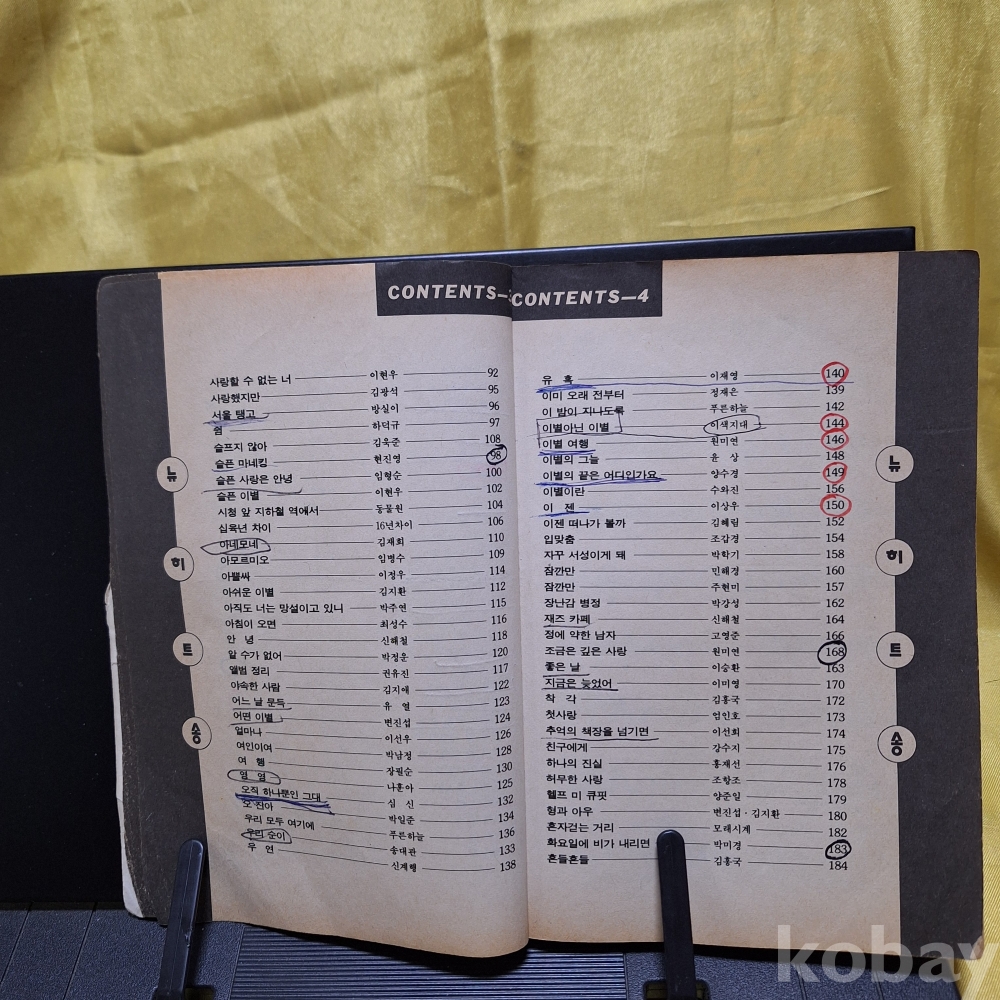 CONTENTS—
사랑할 수 없는 너 이현우 92
사랑했지만 김광석 95
서울 탱고 방실이 96
쉼 하덕규 97
슬프지 않아 김욱준 108
슬픈 마네킹 현진영 98
슬픈 사랑은 안녕 임형순 100
슬픈 이별 이현우 102
시청 앞 지하철 역에서 동물원 104
십육년 차이 16년차이 106
아네모네 김재희 110
아모르미오 임병수 109
아뿔싸 이정우 114
아쉬운 이별 김지환 112
아직도 너는 망설이고 있니 박주연 115
아침이 오면 최성수 116
안 녕 신해철 118
알 수가 없어 박정운 120
앨범 정리 권유진 117
야속한 사람 김지애 122
어느 날 문득 유 열 123
어떤 이별 변진섭 124
얼마나 이선우 126
여인이여 박남정 128
여 행 장필순 130
영 영 나훈아 125
오직 하나뿐인 그대 심 신 132
오 진아 박일준 134
우리 모두 여기에 푸른하늘 136
우리 순이 송대관 133
우 연 신계행 138
뉴
히
트
송
CONTENTS—4
유 혹 이재영 140
이미 오래 전부터 정재은 139
이 밤이 지나도록 푸른하늘 142
이별아닌 이별 이색지대 144
이별 여행 원미연 146
이별의 그늘 윤 상 148
이별의 끝은 어디인가요 양수경 149
이별이란 수와진 156
이 젠 이상우 150
이젠 떠나가 볼까 김혜림 152
입맞춤 조갑경 154
자꾸 서성이게 돼 박학기 158
잠깐만 민해경 160
잠깐만 주현미 157
장난감 병정 박강성 162
재즈 카페 신해철 164
정에 약한 남자 고영준 166
조금은 깊은 사랑 원미연 168
좋은 날 이승환 163
지금은 늦었어 이미영 170
착 각 김흥국 172
첫사랑 엄인호 173
추억의 책장을 넘기면 이선희 174
친구에게 강수지 175
하나의 진실 홍재선 176
허무한 사랑 조항조 178
헬프 미 큐핏 양준일 179
형과 아우 변진섭·김지환 180
혼자걷는 거리 모래시계 182
화요일에 비가 내리면 박미경 183
흔들흔들 김흥국 184
뉴
히
트
송
kobay